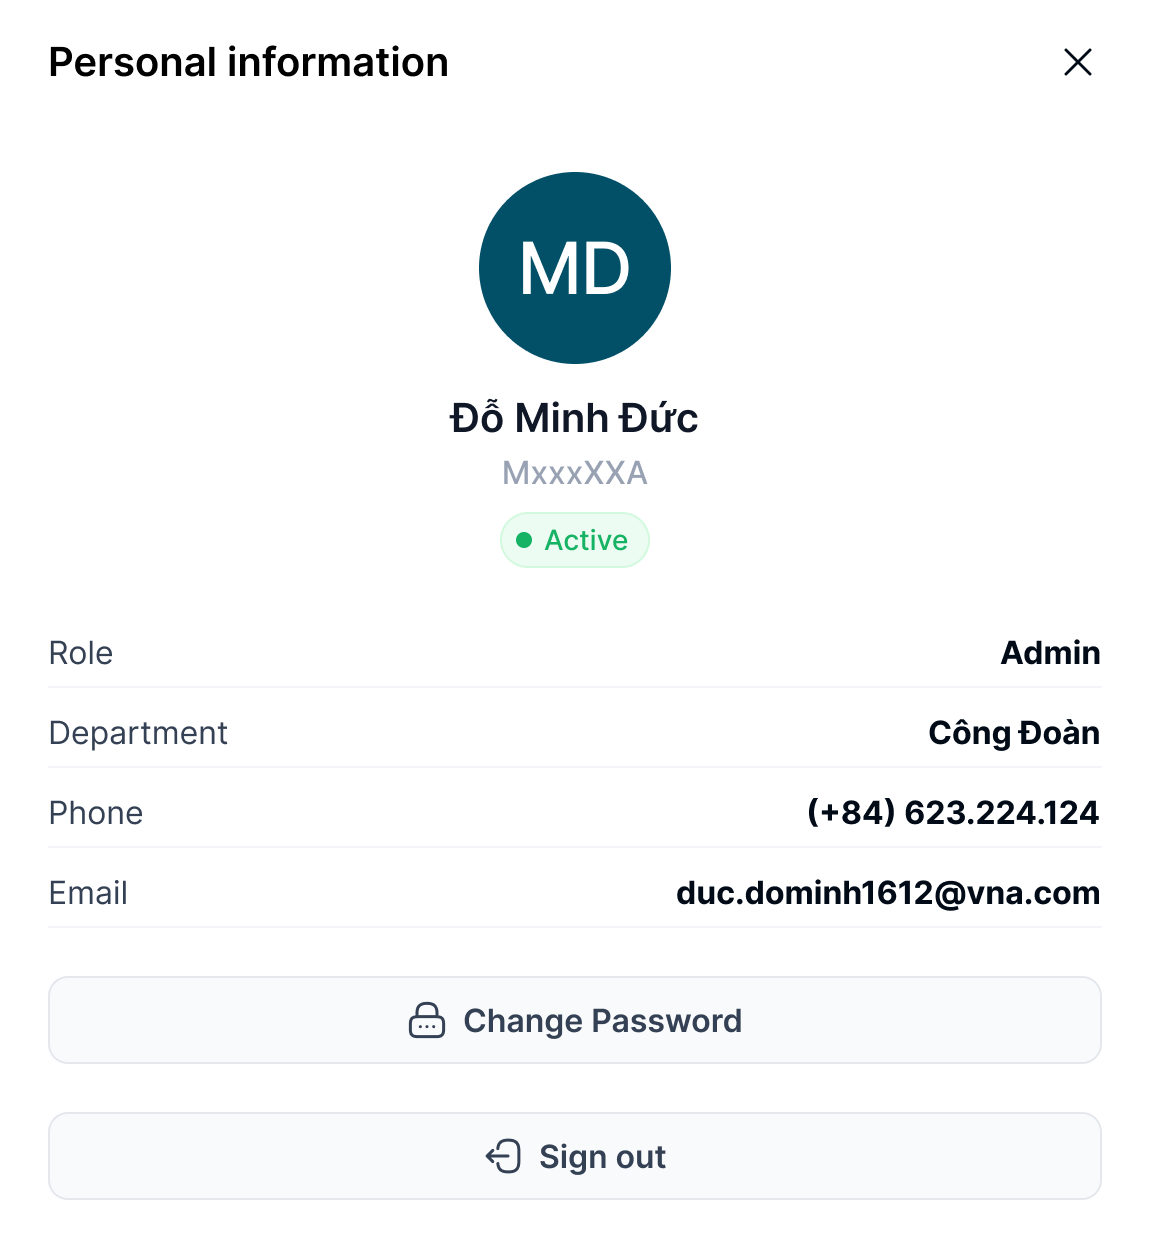 Personal information
MD
Đỗ Minh Đức
MxxxXXA
Active
Role Admin
Department Công Đoàn
Phone (+84) 623.224.124
Email duc.dominh1612@vna.com
Change Password
Sign out